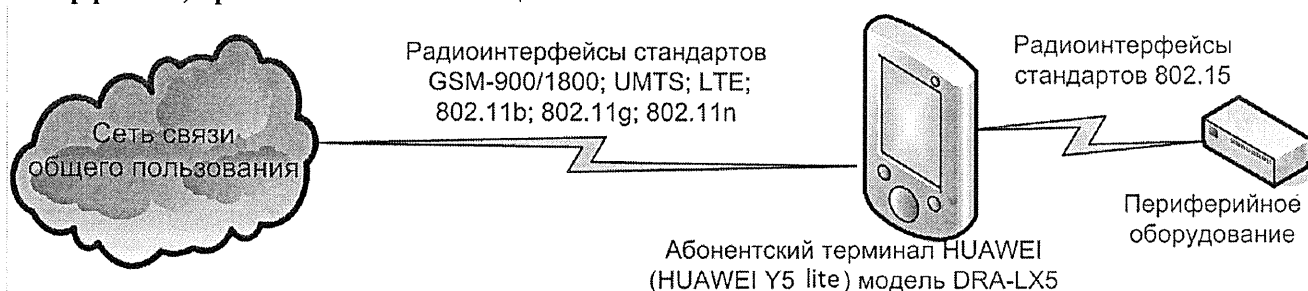 Радиоинтерфейсы стандартов
GSM-900/1800; UMTS; LTE;
802.11b; 802.11g; 802.11n
Радиоинтерфейсы
стандартов 802.15
Сеть связи
общего пользования
Периферийное
оборудование
Абонентский терминал HUAWEI
(HUAWEI Y5 lite) модель DRA-LX5